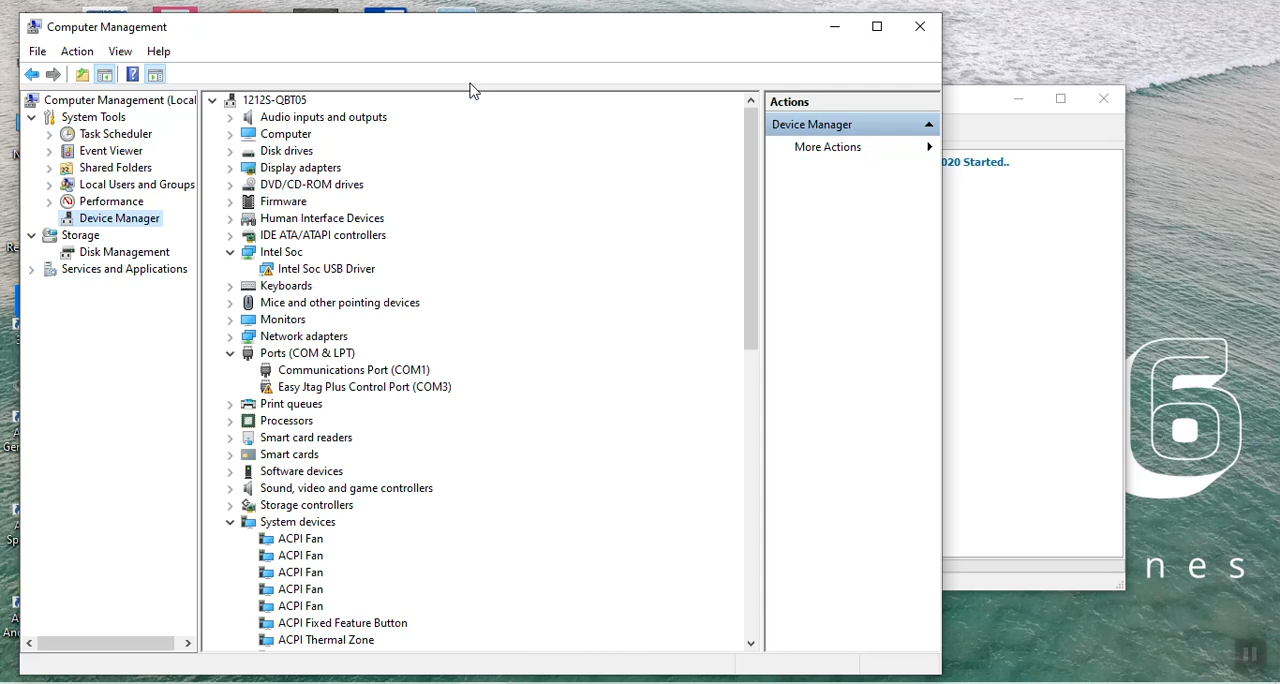 Computer Management
File Action View Help
Computer Management (Local
System Tools
Task Scheduler
Event Viewer
Shared Folders
Local Users and Groups
Performance
Device Manager
Storage
Disk Management
Services and Applications
1212S-QBT05
Audio inputs and outputs
Computer
Disk drives
Display adapters
DVD/CD-ROM drives
Firmware
Human Interface Devices
IDE ATA/ATAPI controllers
Intel Soc
Intel Soc USB Driver
Keyboards
Mice and other pointing devices
Monitors
Network adapters
Ports (COM & LPT)
Communications Port (COM1)
Easy Jtag Plus Control Port (COM3)
Print queues
Processors
Smart card readers
Smart cards
Software devices
Sound, video and game controllers
Storage controllers
System devices
ACPI Fan
ACPI Fan
ACPI Fan
ACPI Fan
ACPI Fan
ACPI Fixed Feature Button
ACPI Thermal Zone
Actions
Device Manager
More Actions
020 Started..
6
n e s